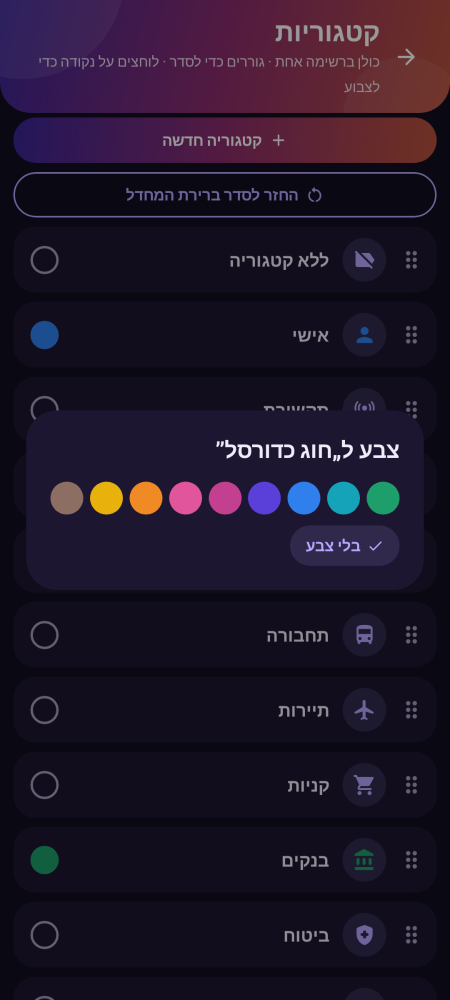 קטגוריות
כולן ברשימה אחת · גוררים כדי לסדר · לוחצים על נקודה כדי
לצבוע
+ קטגוריה חדשה
החזר לסדר ברירת המחדל
ללא קטגוריה
אישי
תקשורת
צבע ל„חוג כדורסל”
בלי צבע
תחבורה
תיירות
קניות
בנקים
ביטוח